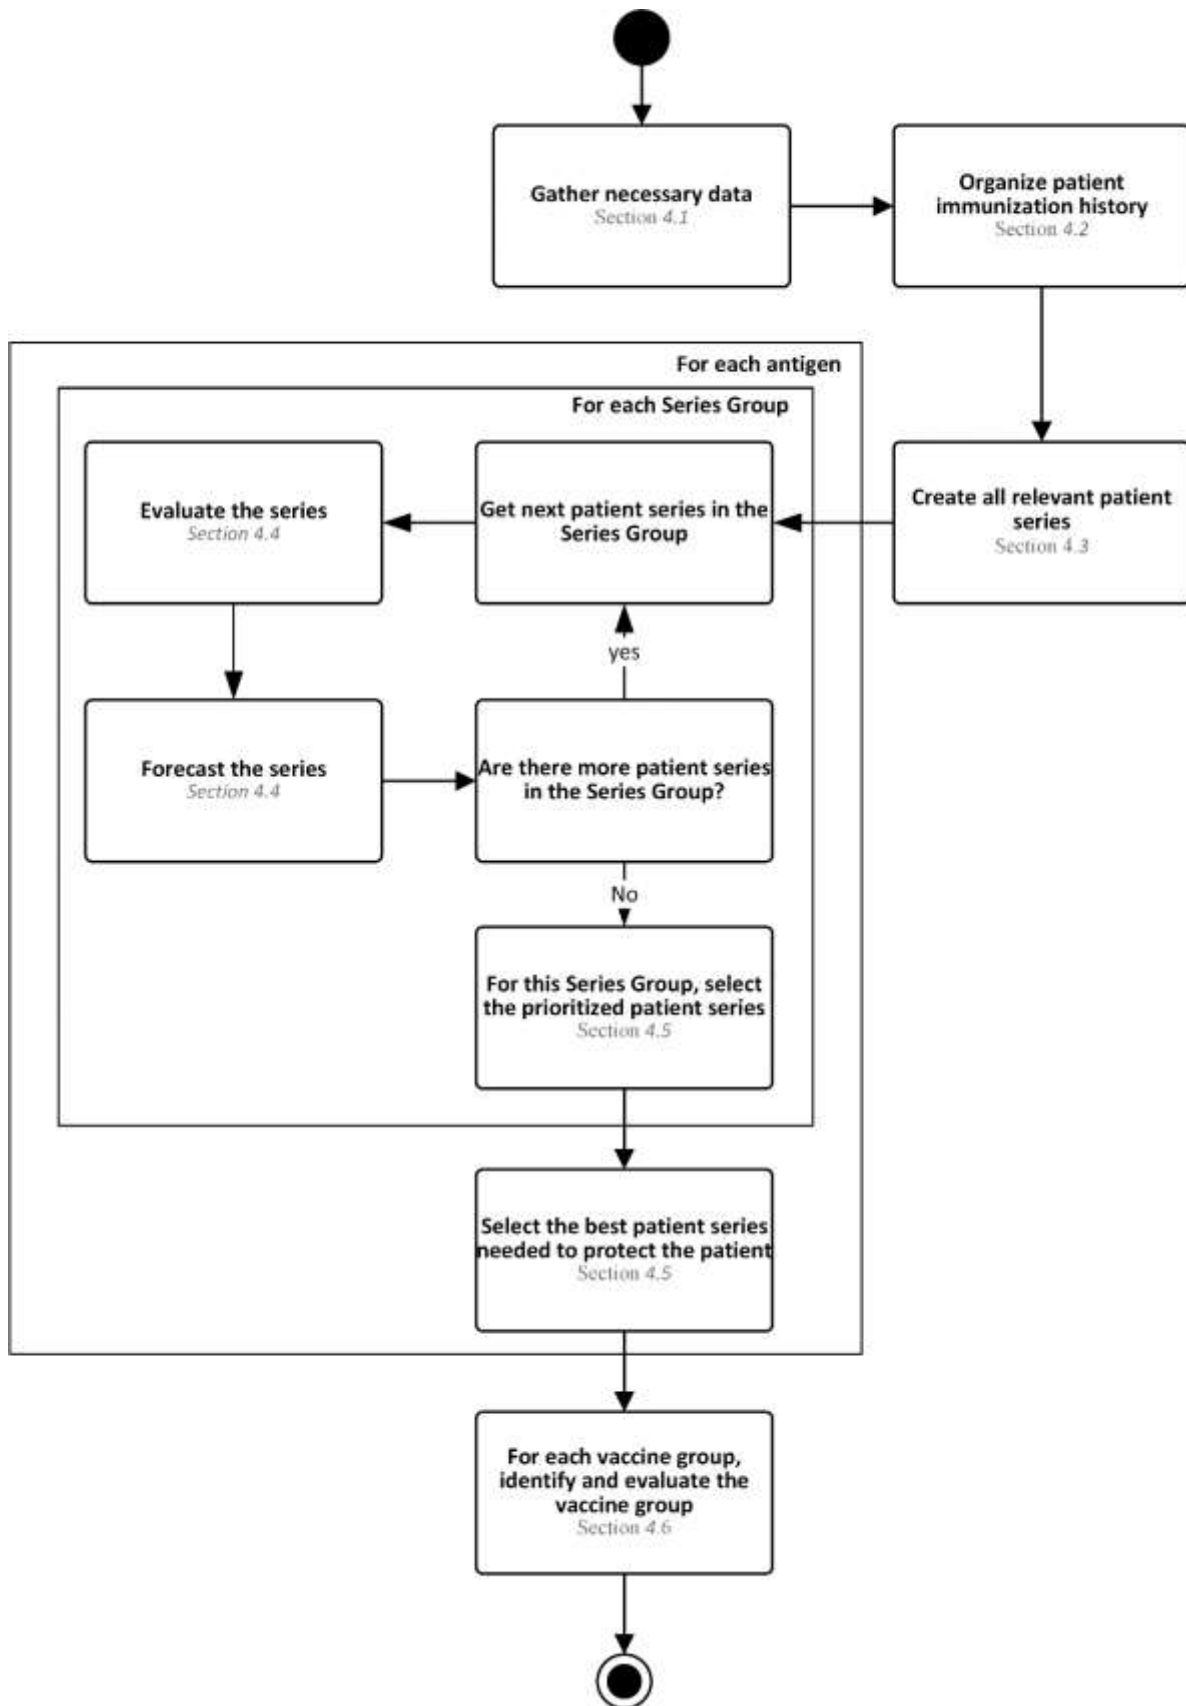 Gather necessary data
Section 4.1
Organize patient
immunization history
Section 4.2
For each antigen
For each Series Group
Evaluate the series
Section 4.4
Get next patient series in the
Series Group
Create all relevant patient
series
Section 4.3
yes
Forecast the series
Section 4.4
Are there more patient series
in the Series Group?
No
For this Series Group, select
the prioritized patient series
Section 4.5
Select the best patient series
needed to protect the patient
Section 4.5
For each vaccine group,
identify and evaluate the
vaccine group
Section 4.6